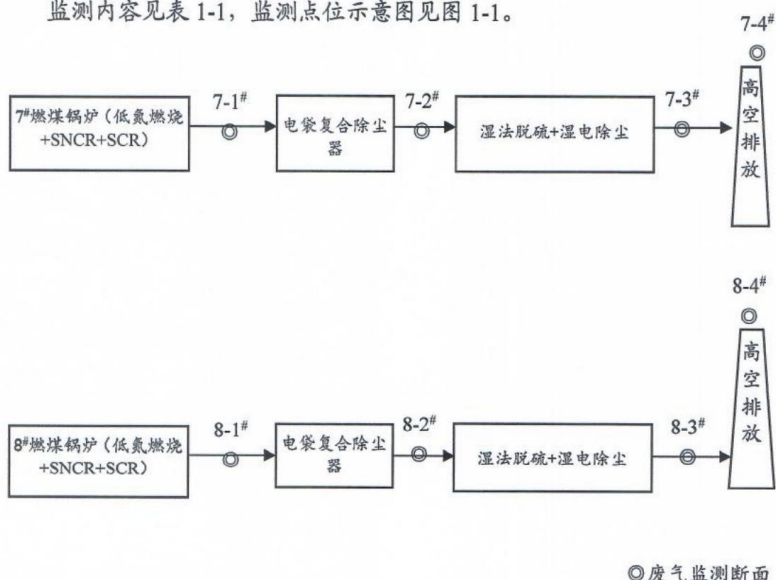 监测内容见表 1-1，监测点位示意图见图 1-1。
7-4#
7#燃煤锅炉（低氮燃烧
+SNCR+SCR）
7-1#
电袋复合除尘
器
7-2#
湿法脱硫+湿电除尘
7-3#
高
空
排
放
8-4#
8#燃煤锅炉（低氮燃烧
+SNCR+SCR）
8-1#
电袋复合除尘
器
8-2#
湿法脱硫+湿电除尘
8-3#
高
空
排
放
◎废气监测断面